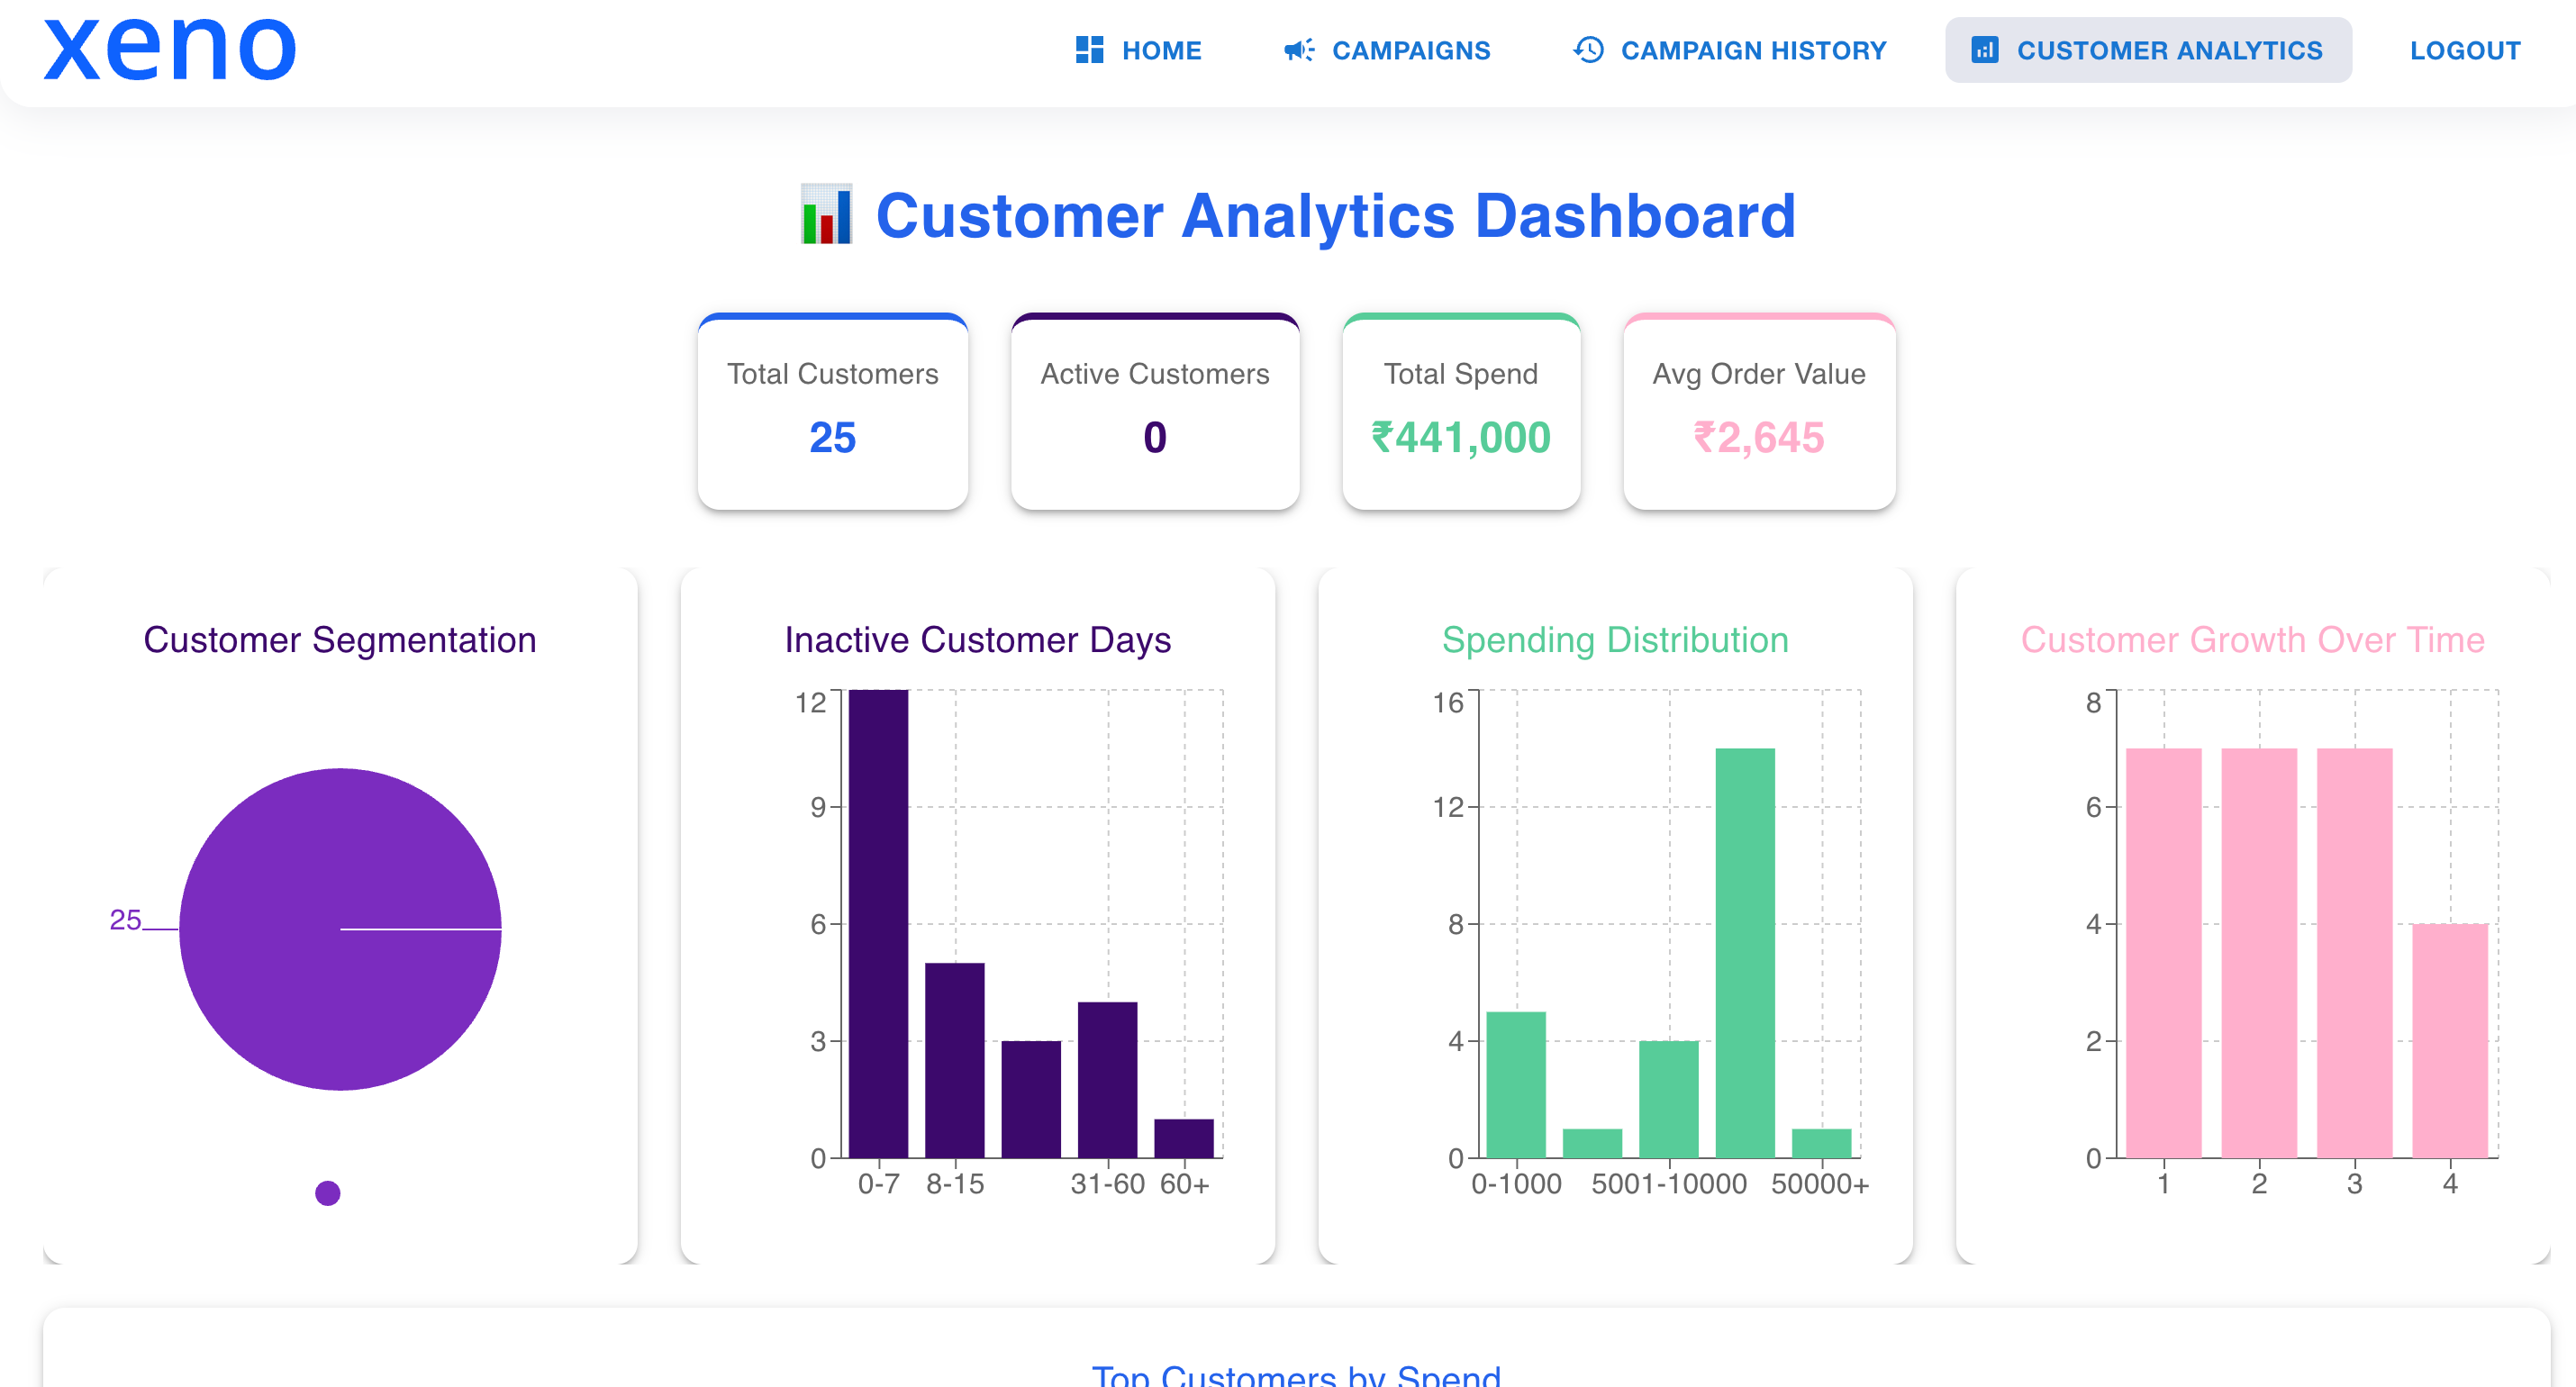 xeno
HOME
CAMPAIGNS
CAMPAIGN HISTORY
CUSTOMER ANALYTICS
LOGOUT
Customer Analytics Dashboard
Total Customers
25
Active Customers
0
Total Spend
₹441,000
Avg Order Value
₹2,645
Customer Segmentation
25
Inactive Customer Days
12
9
6
3
0
0-7 8-15 31-60 60+
Spending Distribution
16
12
8
4
0
0-1000 5001-10000 50000+
Customer Growth Over Time
8
6
4
2
0
1 2 3 4
Top Customers by Spend